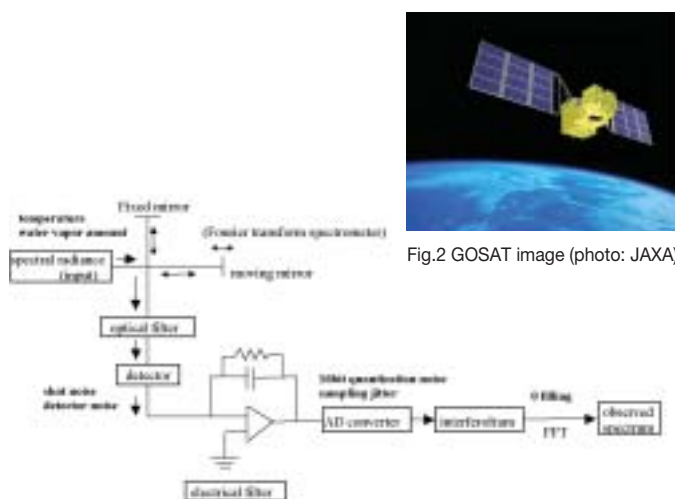 Fixed mirror
temperature
water vapor amount
(Fourier transform spectrometer)
spectral radiance
(input)
moving mirror
Fig.2 GOSAT image (photo: JAXA)
optical filter
detector
shot noise
detector noise
quantization noise
sampling jitter
0 filling
AD converter
FFT
observed
spectrum
electrical filter